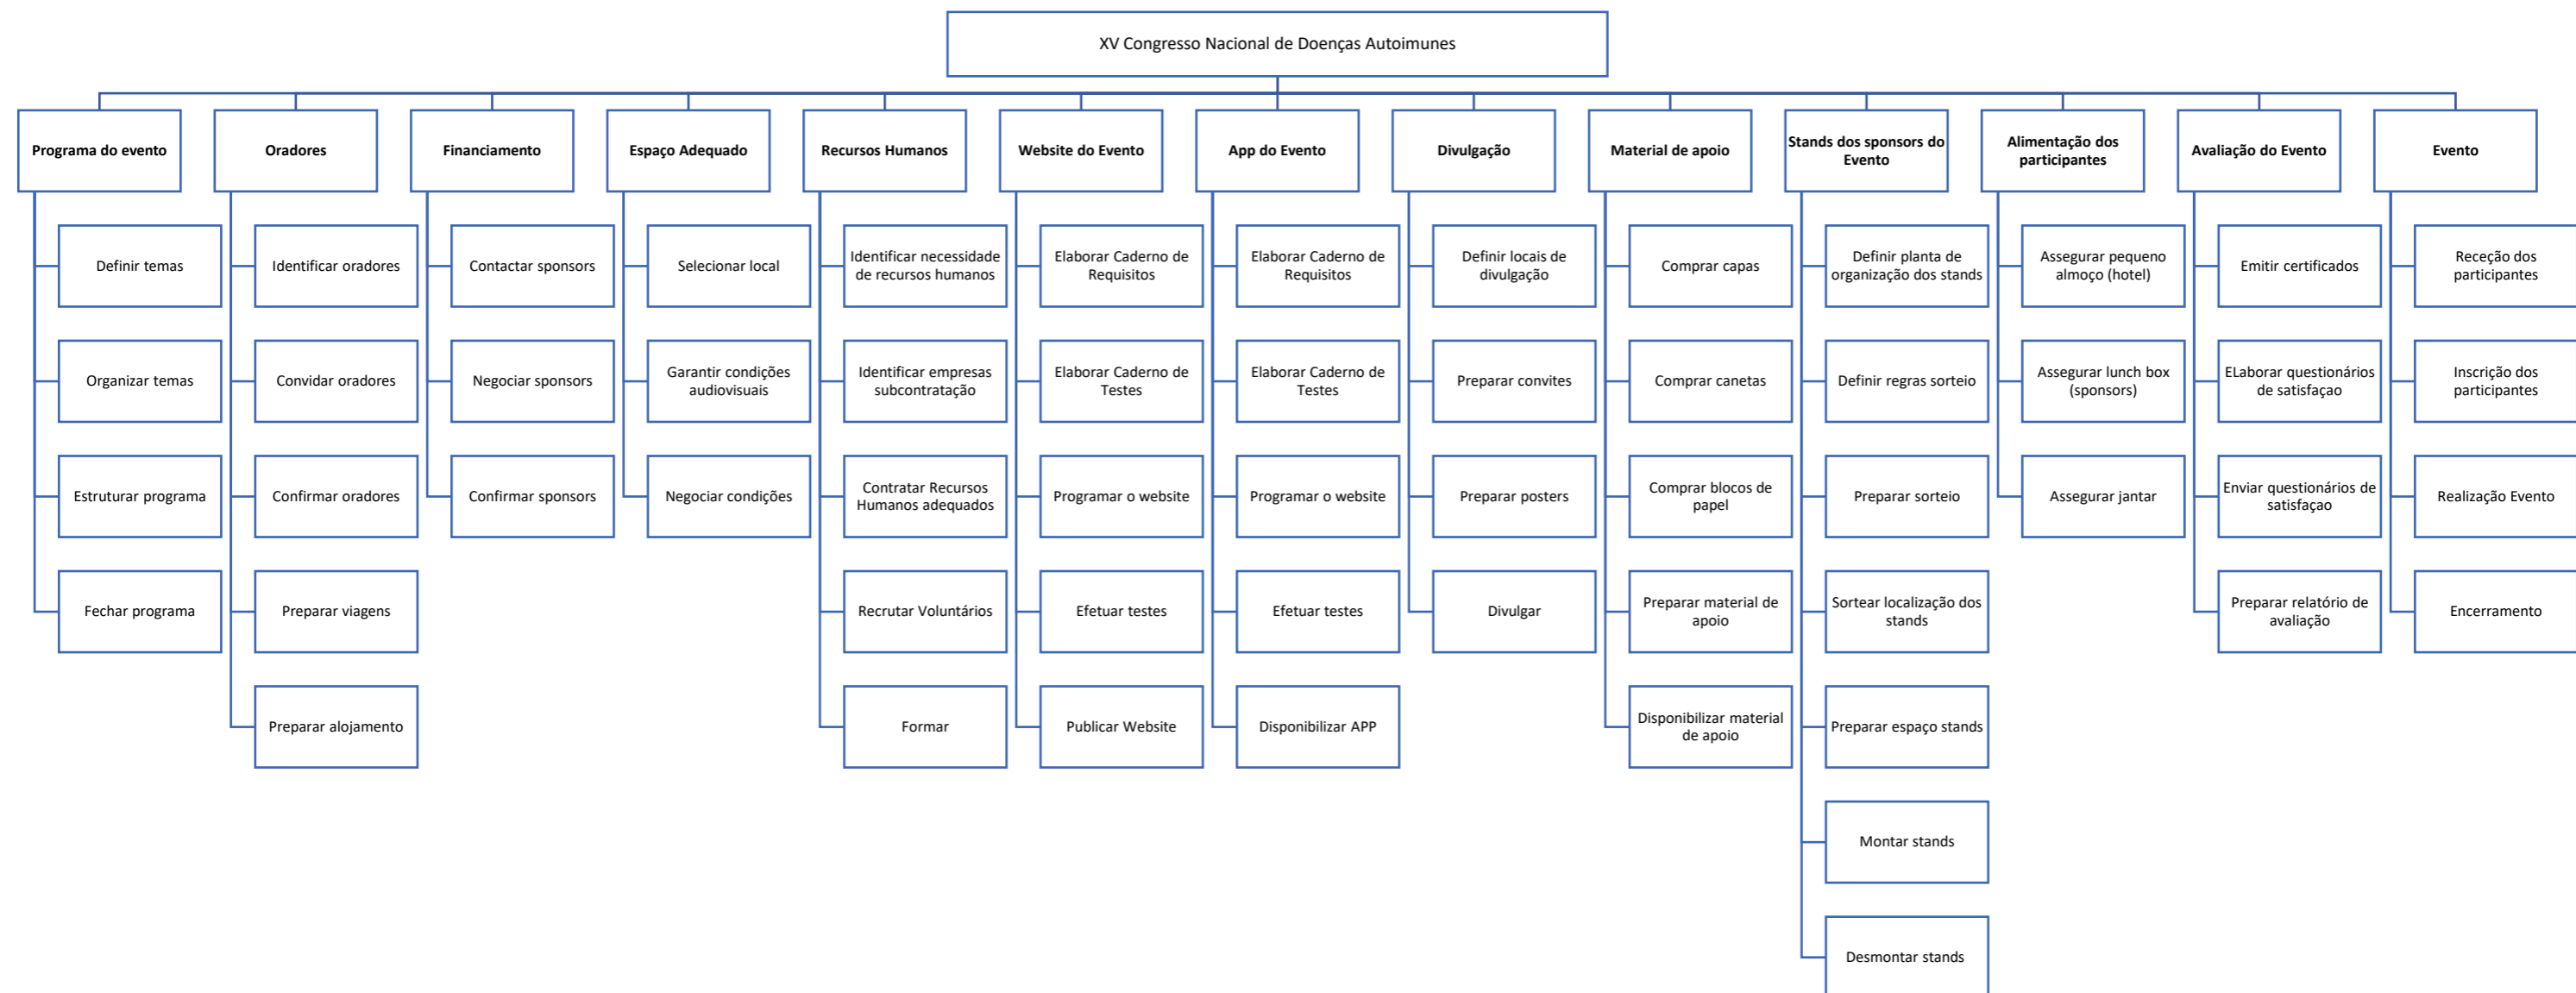 XV Congresso Nacional de Doenças Autoimunes
Programa do evento
Definir temas
Organizar temas
Estruturar programa
Fechar programa
Oradores
Identificar oradores
Convidar oradores
Confirmar oradores
Preparar viagens
Preparar alojamento
Financiamento
Contactar sponsors
Negociar sponsors
Confirmar sponsors
Espaço Adequado
Selecionar local
Garantir condições
audiovisuais
Negociar condições
Recursos Humanos
Identificar necessidade
de recursos humanos
Identificar empresas
subcontratação
Contratar Recursos
Humanos adequados
Recrutar Voluntários
Formar
Website do Evento
Elaborar Caderno de
Requisitos
Elaborar Caderno de
Testes
Programar o website
Efetuar testes
Publicar Website
App do Evento
Elaborar Caderno de
Requisitos
Elaborar Caderno de
Testes
Programar o website
Efetuar testes
Disponibilizar APP
Divulgação
Definir locais de
divulgação
Preparar convites
Preparar posters
Divulgar
Material de apoio
Comprar capas
Comprar canetas
Comprar blocos de
papel
Preparar material de
apoio
Disponibilizar material
de apoio
Stands dos sponsors do
Evento
Definir planta de
organização dos stands
Definir regras sorteio
Preparar sorteio
Sortear localização dos
stands
Preparar espaço stands
Montar stands
Desmontar stands
Alimentação dos
participantes
Assegurar pequeno
almoço (hotel)
Assegurar lunch box
(sponsors)
Assegurar jantar
Avaliação do Evento
Emitir certificados
ELaborar questionários
de satisfaçao
Enviar questionários de
satisfaçao
Preparar relatório de
avaliação
Evento
Receção dos
participantes
Inscrição dos
participantes
Realização Evento
Encerramento